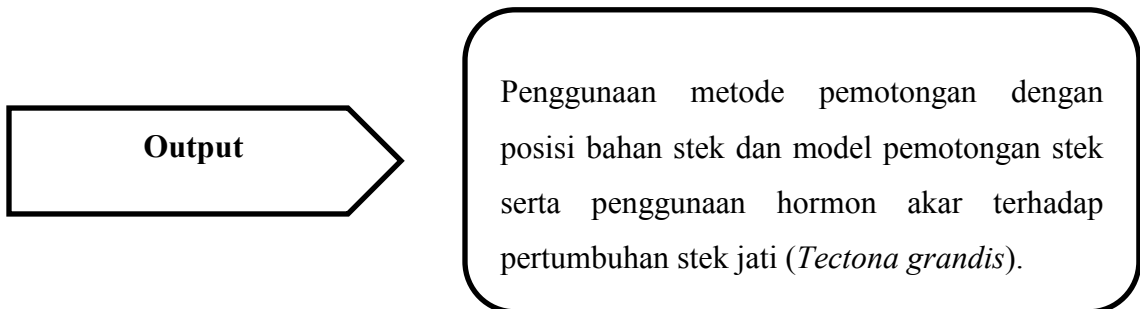 Output
Penggunaan metode pemotongan dengan
posisi bahan stek dan model pemotongan stek
serta penggunaan hormon akar terhadap
pertumbuhan stek jati (Tectona grandis).